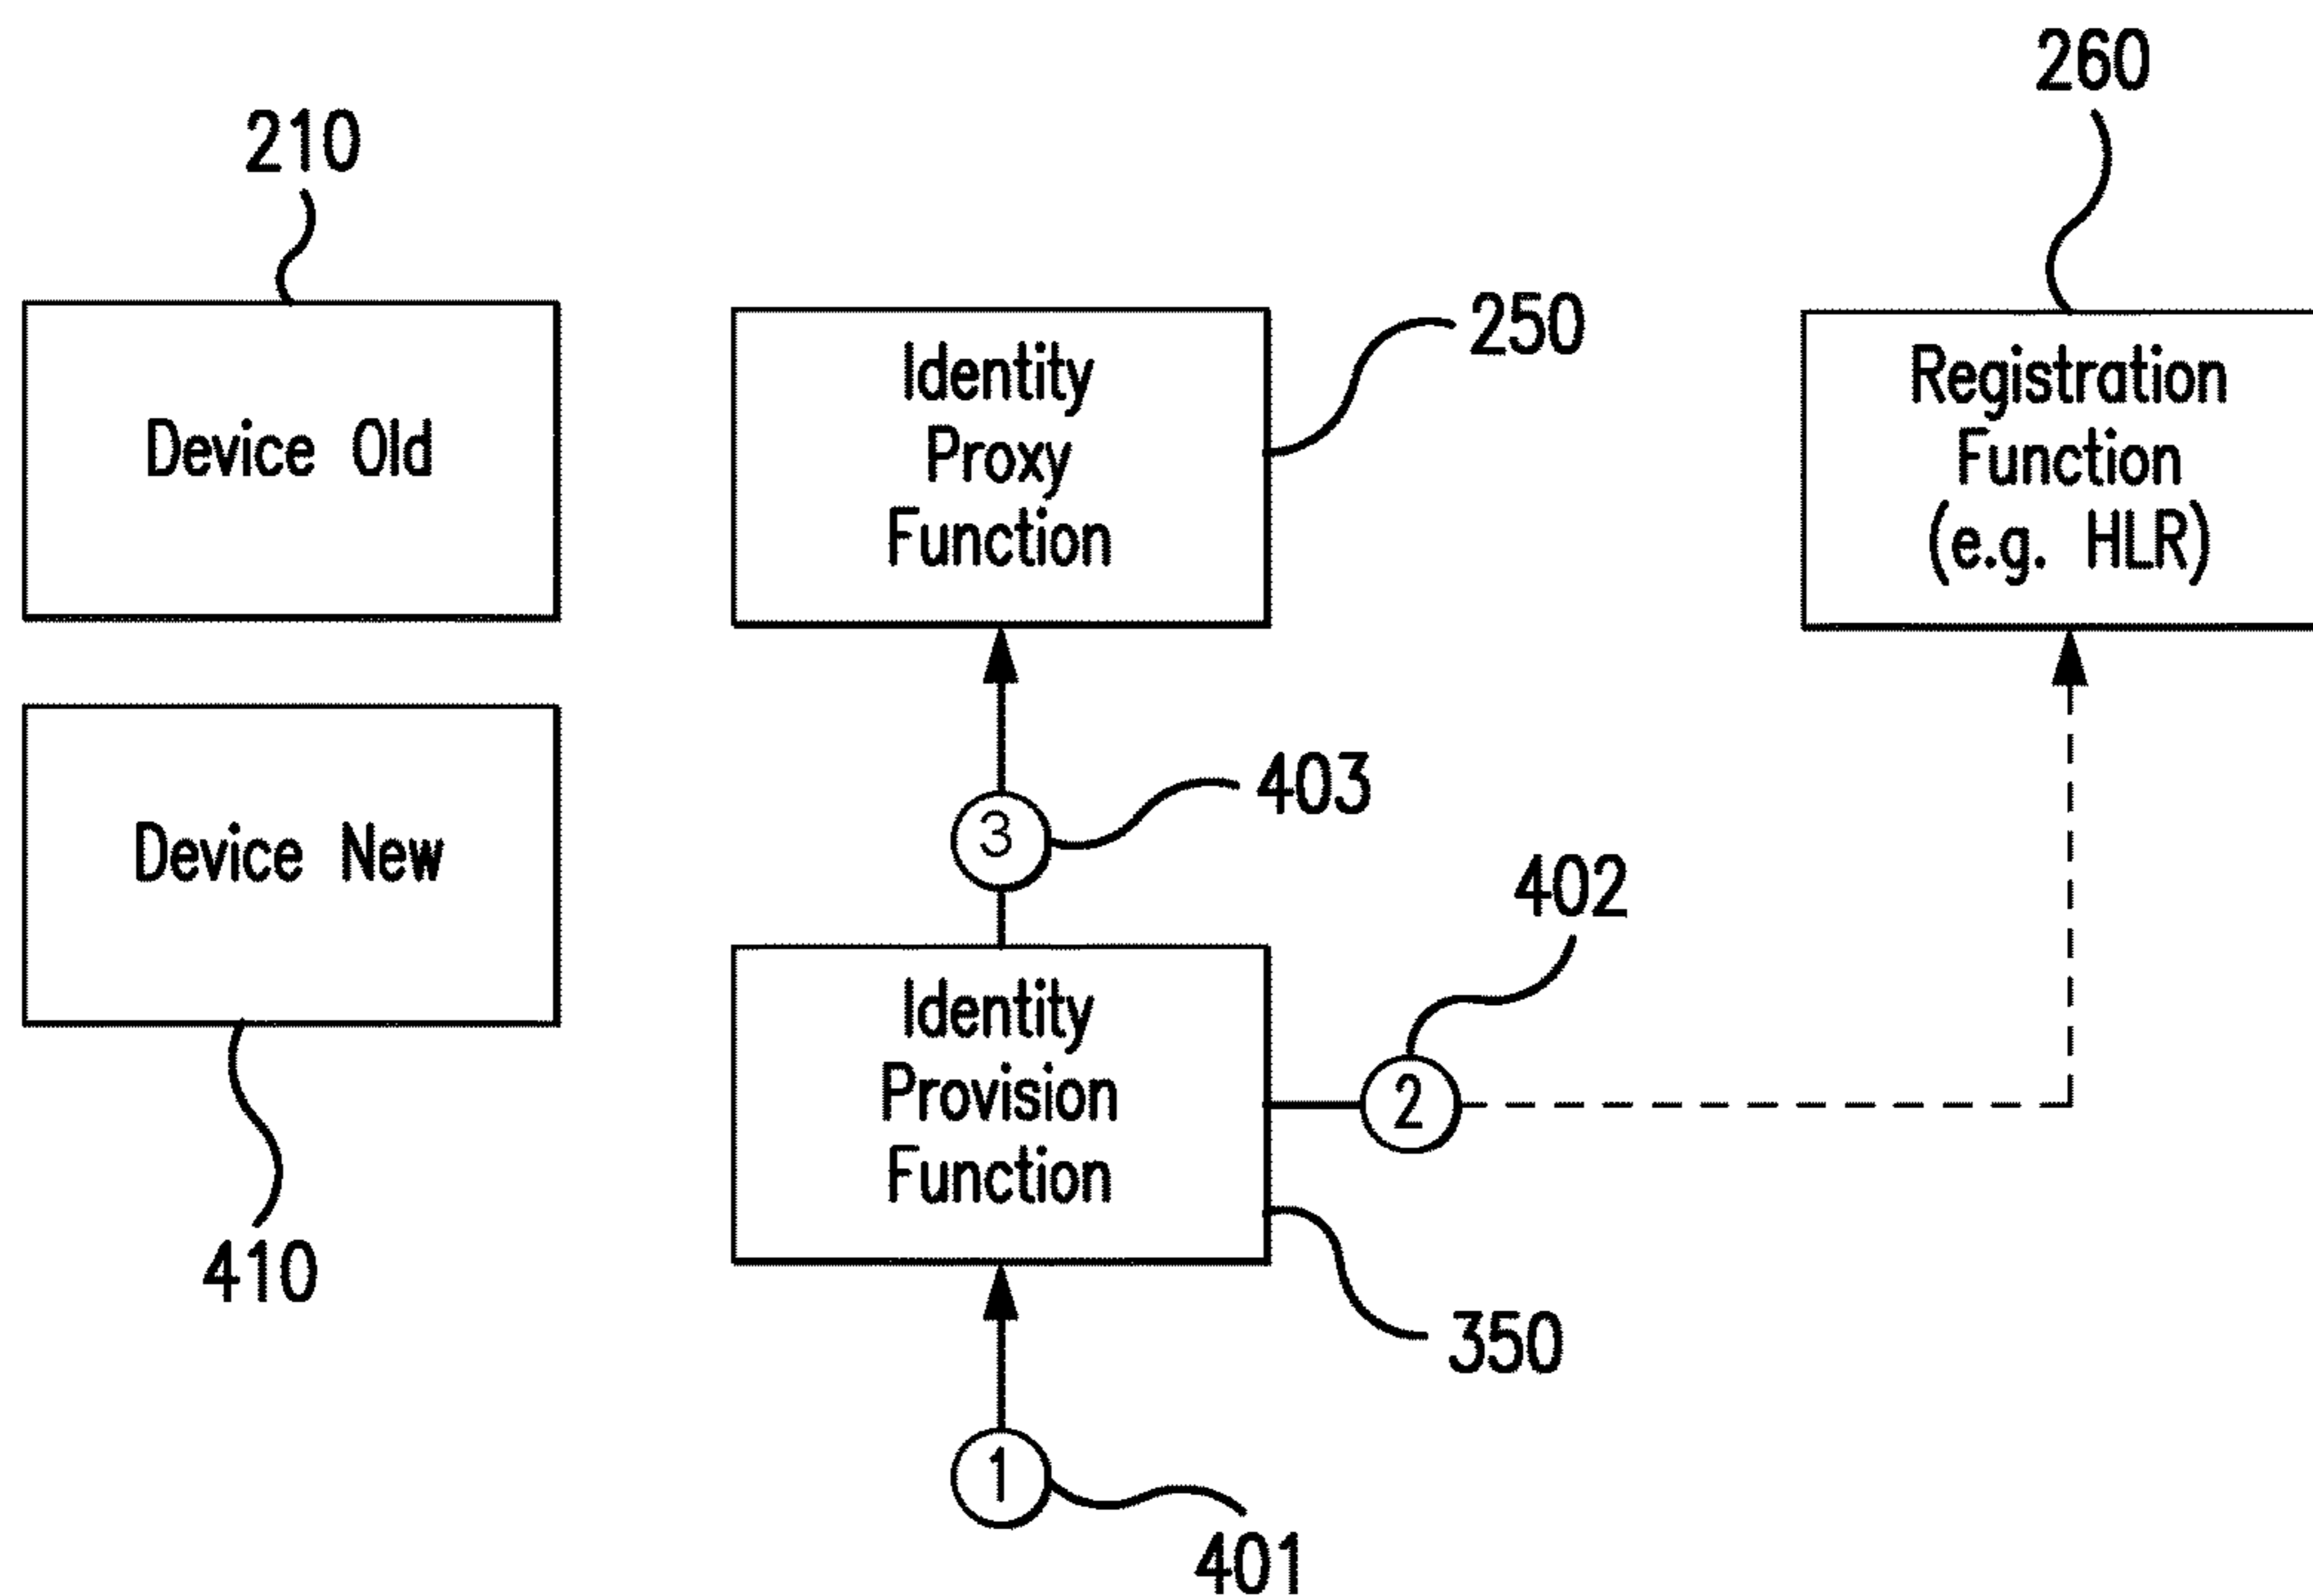 260
210
250
Device Old
Identity
Proxy
Function
Registration
Function
(e.g. HLR)
403
3
Device New
402
Identity
Provision
Function
2
410
350
1
401